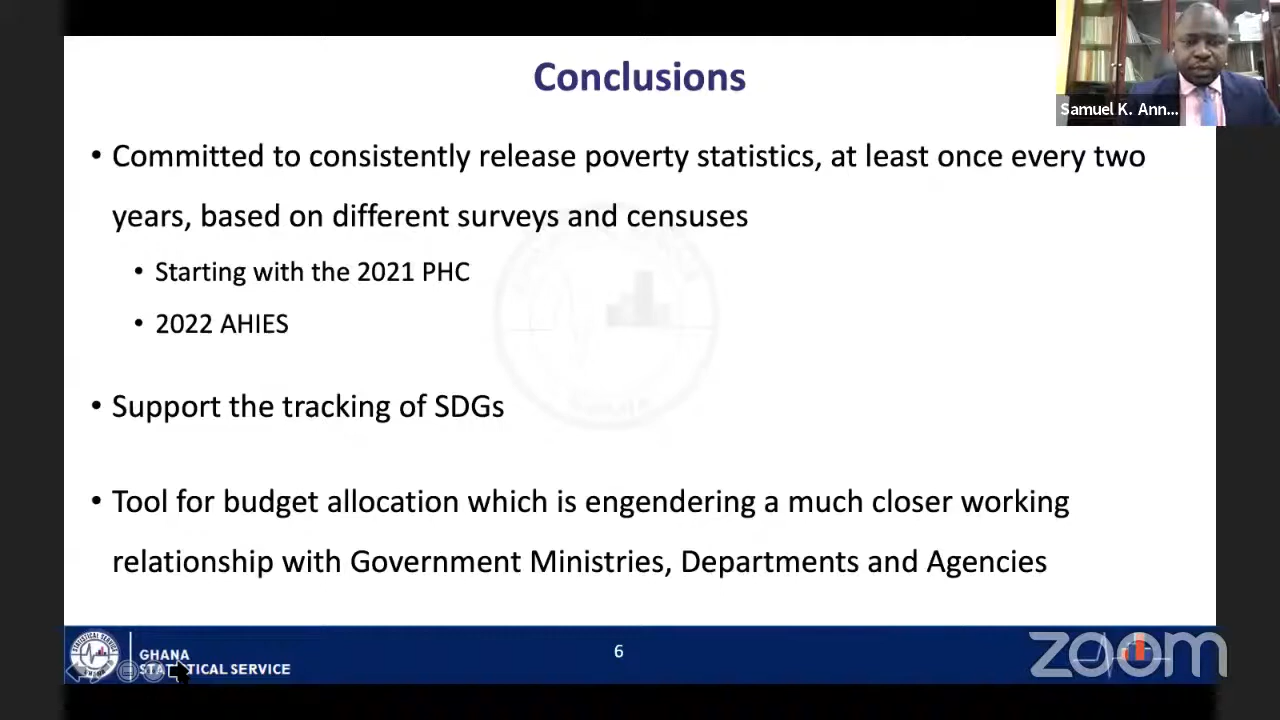 Conclusions
Samuel K. Ann...
• Committed to consistently release poverty statistics, at least once every two
years, based on different surveys and censuses
• Starting with the 2021 PHC
• 2022 AHIES
• Support the tracking of SDGs
• Tool for budget allocation which is engendering a much closer working
relationship with Government Ministries, Departments and Agencies
GHANA
STATISTICAL SERVICE
6
zoom